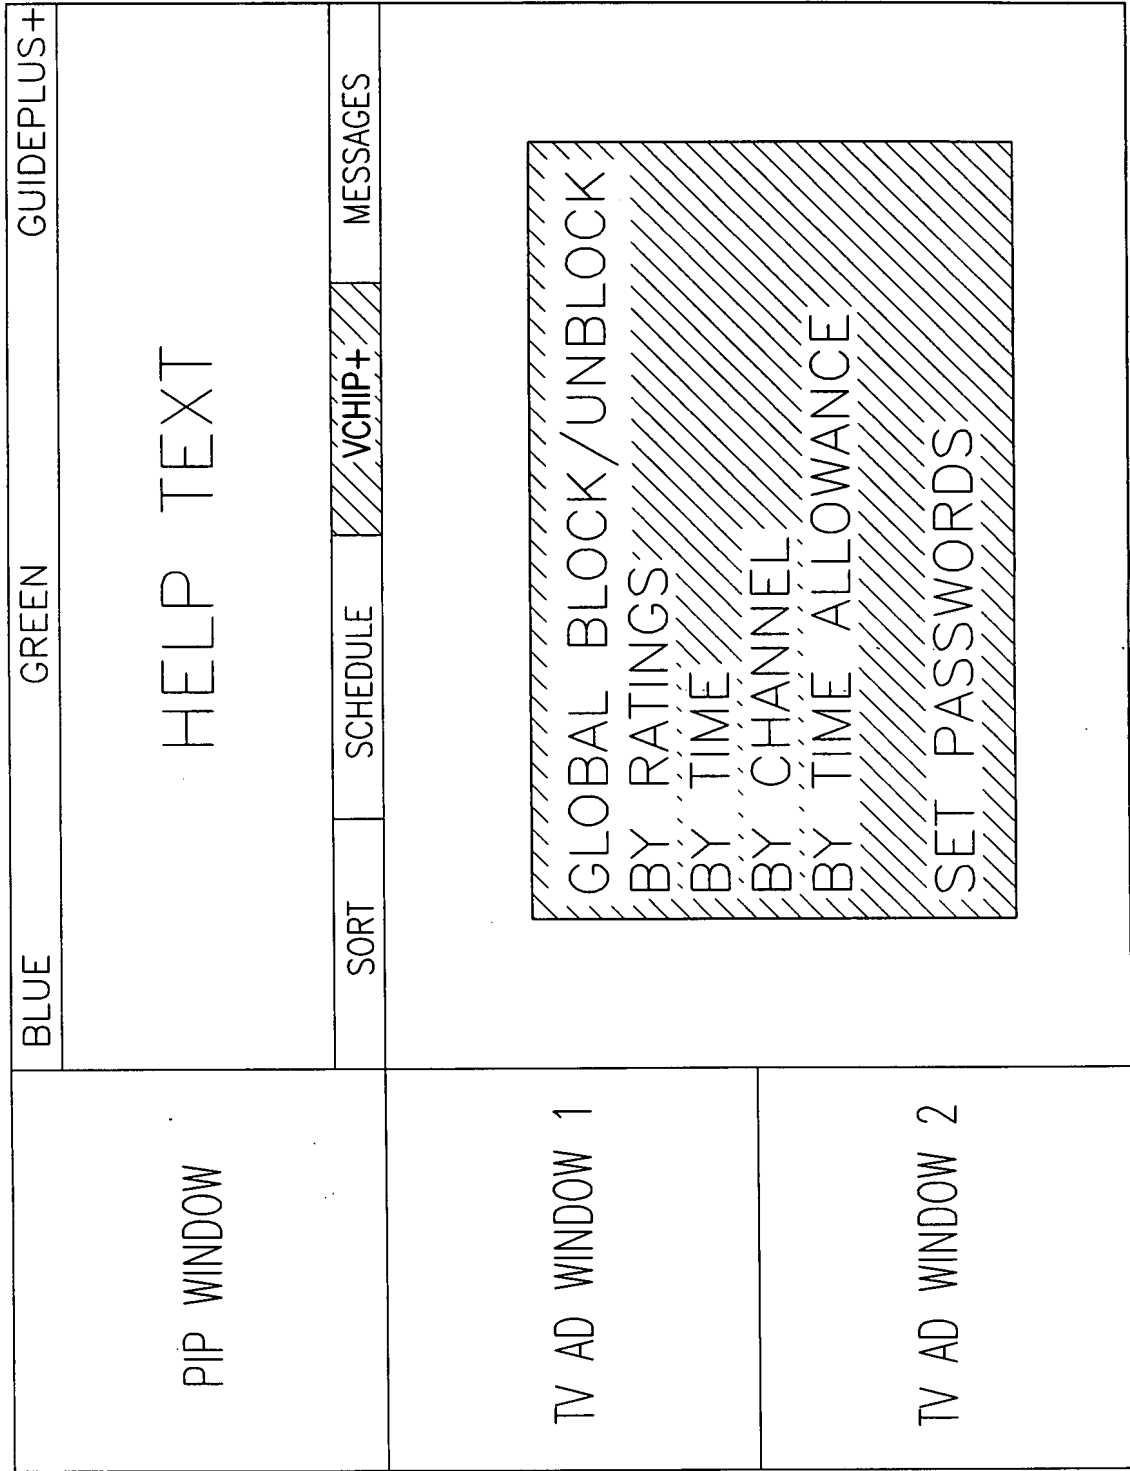 BLUE GREEN GUIDEPLUS+
PIP WINDOW
HELP TEXT
SORT SCHEDULE VCHIP+ MESSAGES
TV AD WINDOW 1
TV AD WINDOW 2
GLOBAL BLOCK/UNBLOCK
BY RATINGS
BY TIME
BY CHANNEL
BY TIME ALLOWANCE
SET PASSWORDS